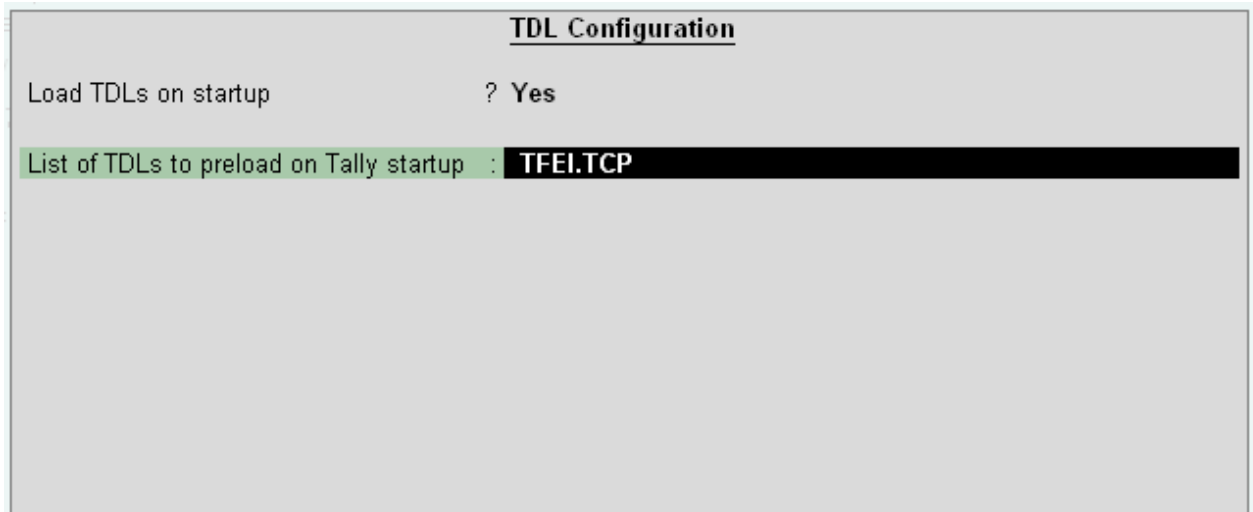 TDL Configuration
Load TDLs on startup ? Yes
List of TDLs to preload on Tally startup : TFEI.TCP